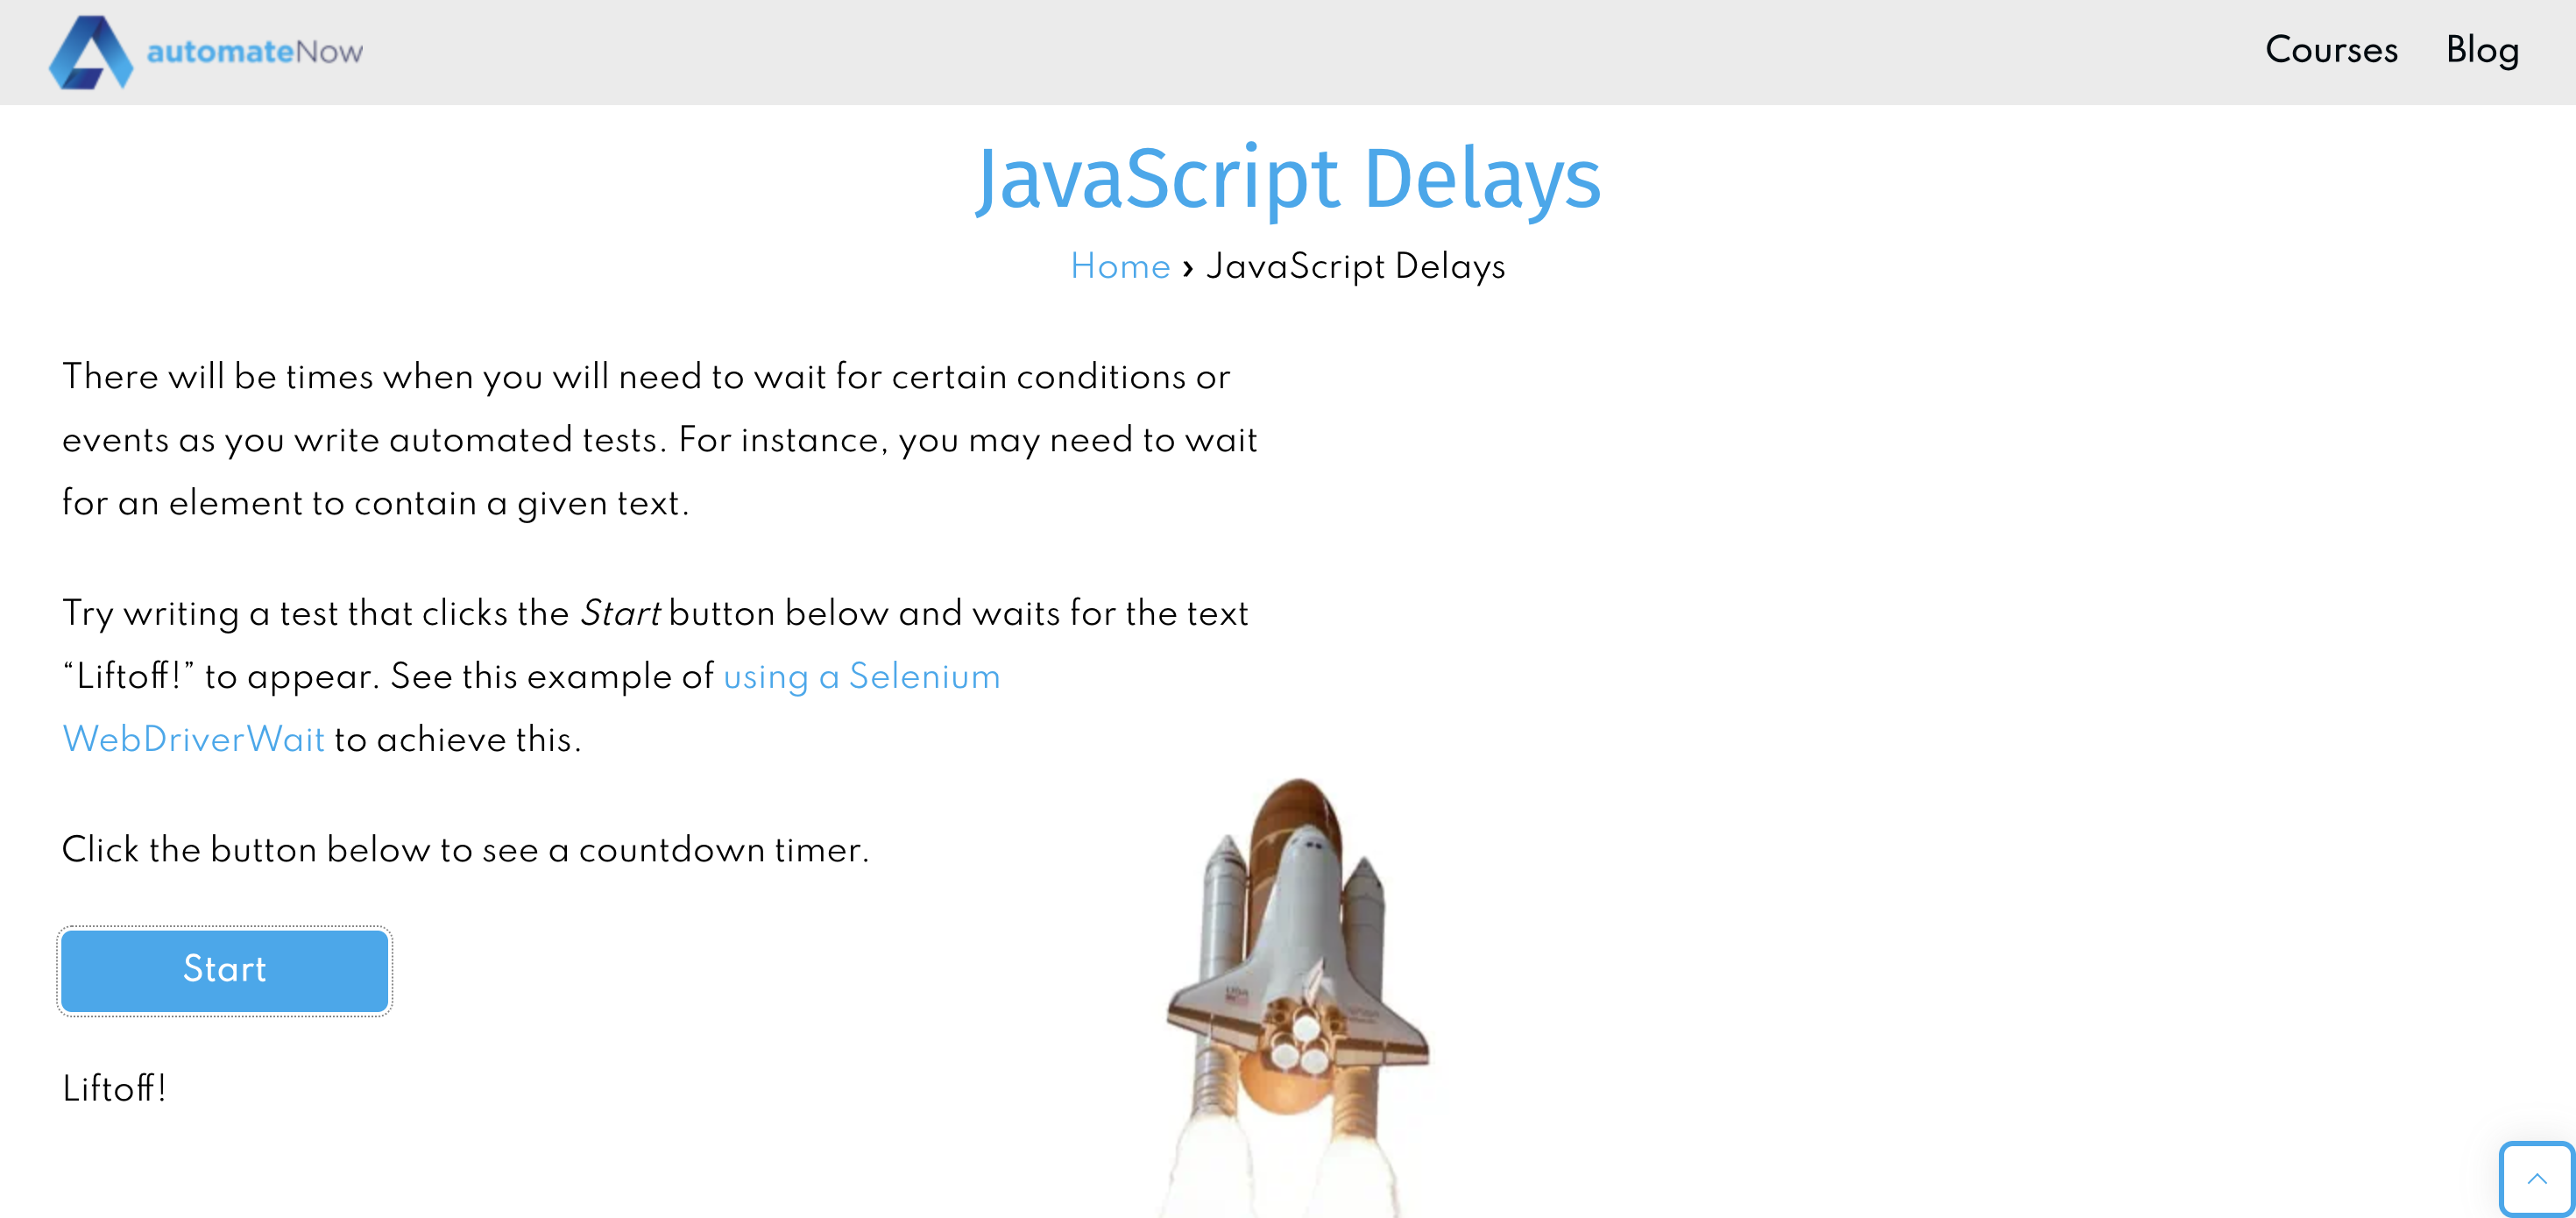 automateNow
Courses Blog
JavaScript Delays
Home › JavaScript Delays
There will be times when you will need to wait for certain conditions or
events as you write automated tests. For instance, you may need to wait
for an element to contain a given text.
Try writing a test that clicks the Start button below and waits for the text
“Liftoff!” to appear. See this example of using a Selenium
WebDriverWait to achieve this.
Click the button below to see a countdown timer.
Start
Liftoff!